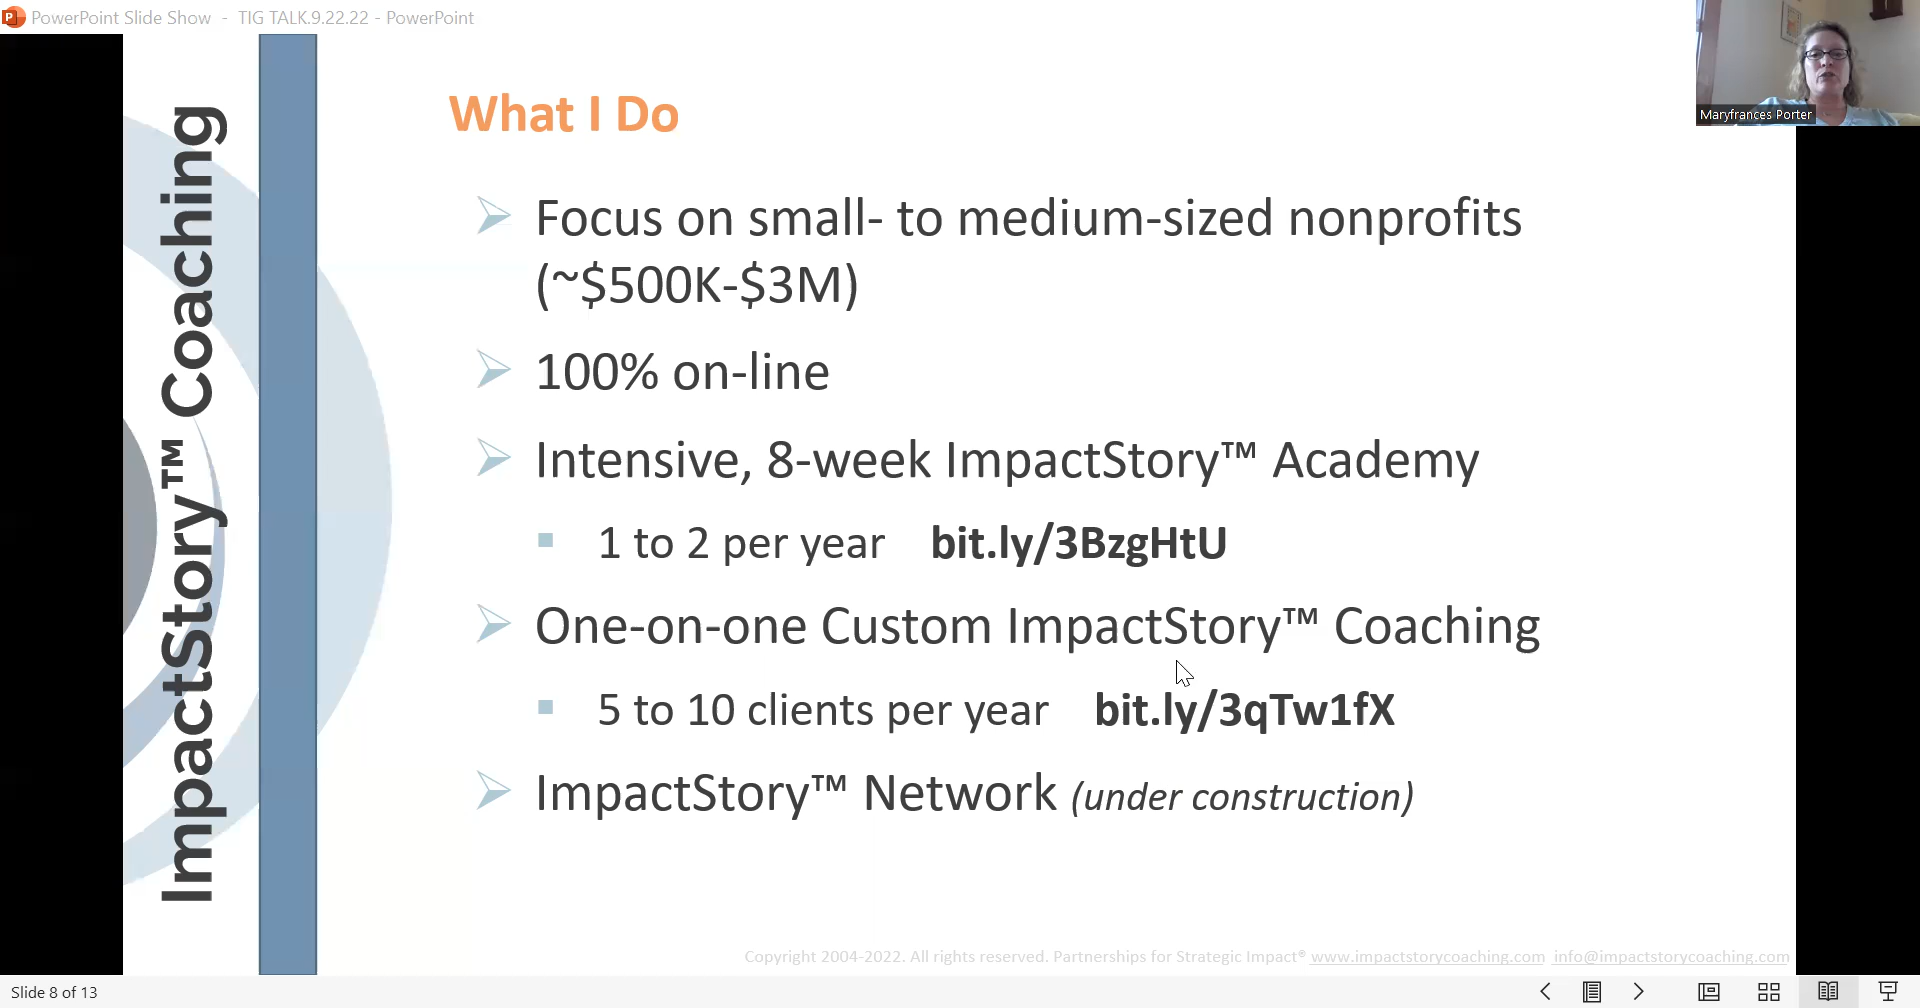 PowerPoint Slide Show - TIG TALK.9.22.22 - PowerPoint
Maryfrances Porter
ImpactStory™ Coaching
What I Do
Focus on small- to medium-sized nonprofits
(~$500K-$3M)
100% on-line
Intensive, 8-week ImpactStory™ Academy
1 to 2 per year bit.ly/3BzgHtU
One-on-one Custom ImpactStory™ Coaching
5 to 10 clients per year bit.ly/3qTw1fX
ImpactStory™ Network (under construction)
Copyright 2004-2022. All rights reserved. Partnerships for Strategic Impact® www.impactstorycoaching.com info@impactstorycoaching.com
Slide 8 of 13